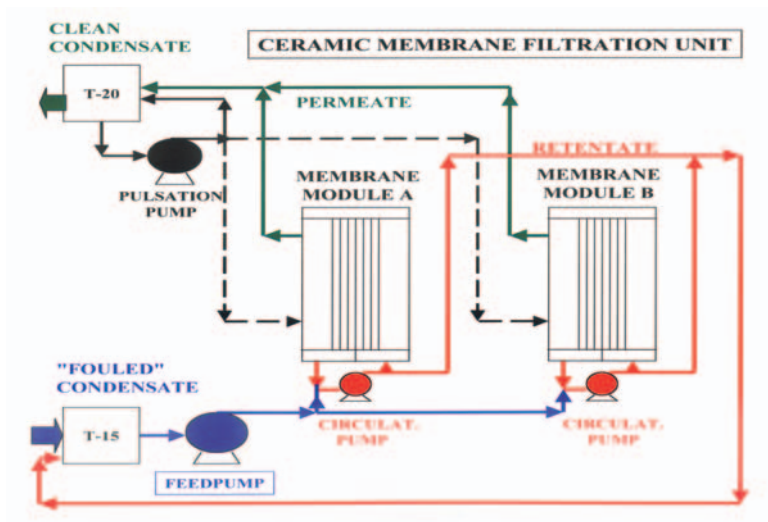 CLEAN
CONDENSATE
CERAMIC MEMBRANE FILTRATION UNIT
T-20
PERMEATE
RETENTATE
PULSATION
PUMP
MEMBRANE
MODULE A
MEMBRANE
MODULE B
"FOULED"
CONDENSATE
T-15
FEEDPUMP
CIRCULAT.
PUMP
CIRCULAT.
PUMP